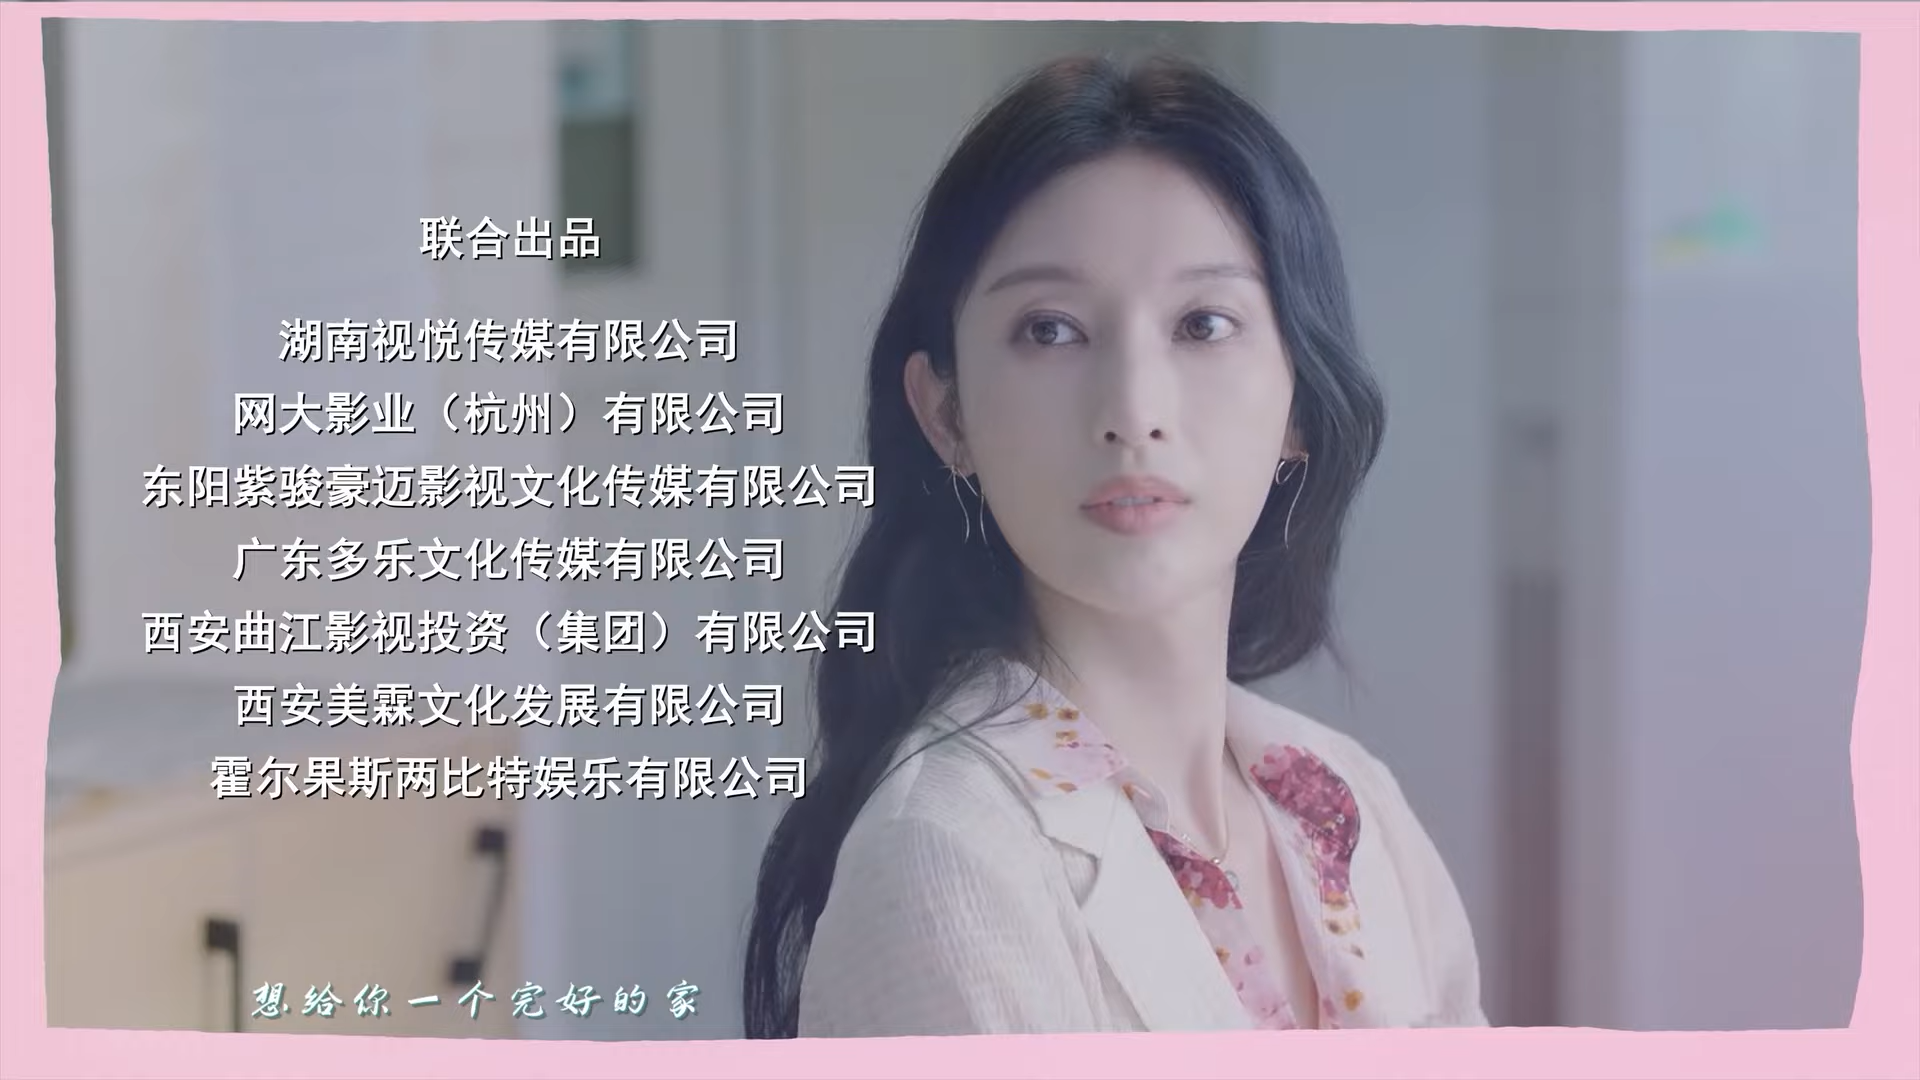 联合出品
湖南视悦传媒有限公司
网大影业（杭州）有限公司
东阳紫骏豪迈影视文化传媒有限公司
广东多乐文化传媒有限公司
西安曲江影视投资（集团）有限公司
西安美霖文化发展有限公司
霍尔果斯两比特娱乐有限公司
想给你一个完好的家